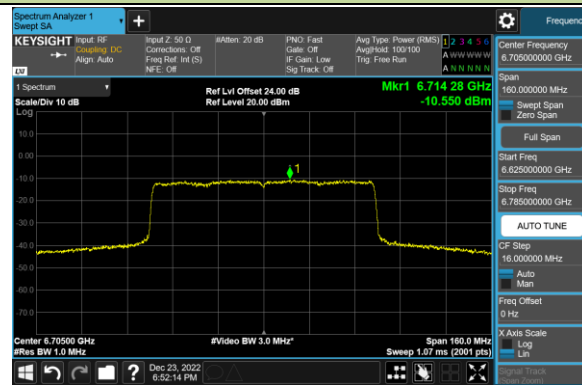 Spectrum Analyzer 1
Swept SA
Frequency
KEYSIGHT
Input: RF
Coupling: DC
Align: Auto
Input Z: 50 Ω
Corrections: Off
Freq Ref: Int (S)
NFE: Off
#Atten: 20 dB
PNO: Fast
Gate: Off
IF Gain: Low
Sig Track: Off
Avg Type: Power (RMS)
Avg|Hold: 100/100
Trig: Free Run
1 2 3 4 5 6
A W W W W W
A N N N N N
LXI
1 Spectrum
Scale/Div 10 dB
Log
Ref Lvl Offset 24.00 dB
Ref Level 20.00 dBm
Mkr1 6.714 28 GHz
-10.550 dBm
10.0
0.00
-10.0
-20.0
-30.0
-40.0
-50.0
-60.0
-70.0
1
Center 6.70500 GHz
#Res BW 1.0 MHz
#Video BW 3.0 MHz*
Span 160.0 MHz
Sweep 1.07 ms (2001 pts)
Center Frequency
6.705000000 GHz
Span
160.000000 MHz
Swept Span
Zero Span
Full Span
Start Freq
6.625000000 GHz
Stop Freq
6.785000000 GHz
AUTO TUNE
CF Step
16.000000 MHz
Auto
Man
Freq Offset
0 Hz
X Axis Scale
Log
Lin
Signal Track
(Span Zoom)
Dec 23, 2022
6:52:14 PM